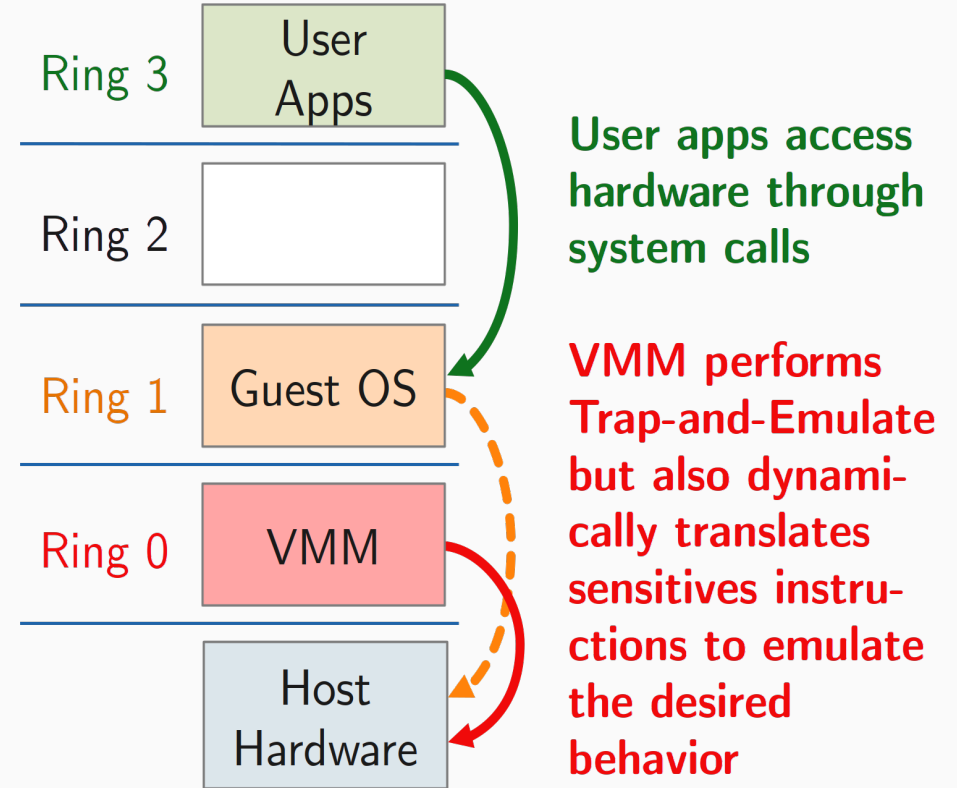 Ring 3
User
Apps
Ring 2
Ring 1
Guest OS
Ring 0
VMM
Host
Hardware
User apps access
hardware through
system calls
VMM performs
Trap-and-Emulate
but also dynami-
cally translates
sensitives instru-
ctions to emulate
the desired
behavior